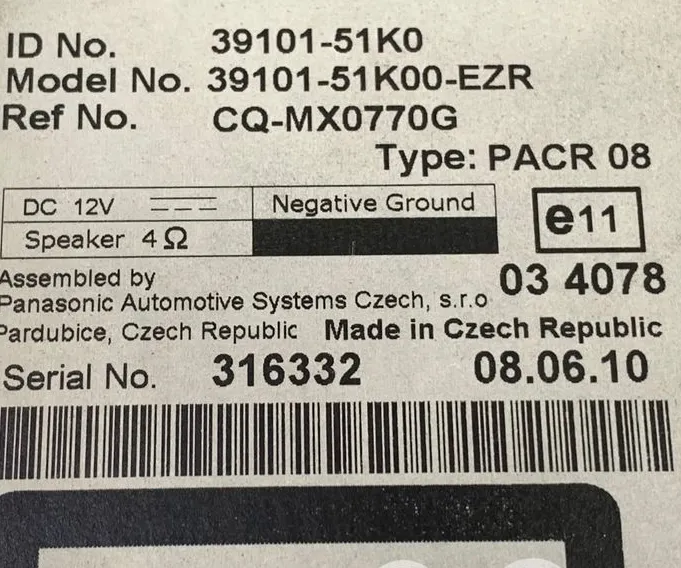 ID No. 39101-51K0
Model No. 39101-51K00-EZR
Ref No. CQ-MX0770G
Type: PACR 08
DC 12V Negative Ground
Speaker 4Ω
e11
03 4078
Assembled by
Panasonic Automotive Systems Czech, s.r.o
Pardubice, Czech Republic Made in Czech Republic
Serial No. 316332 08.06.10